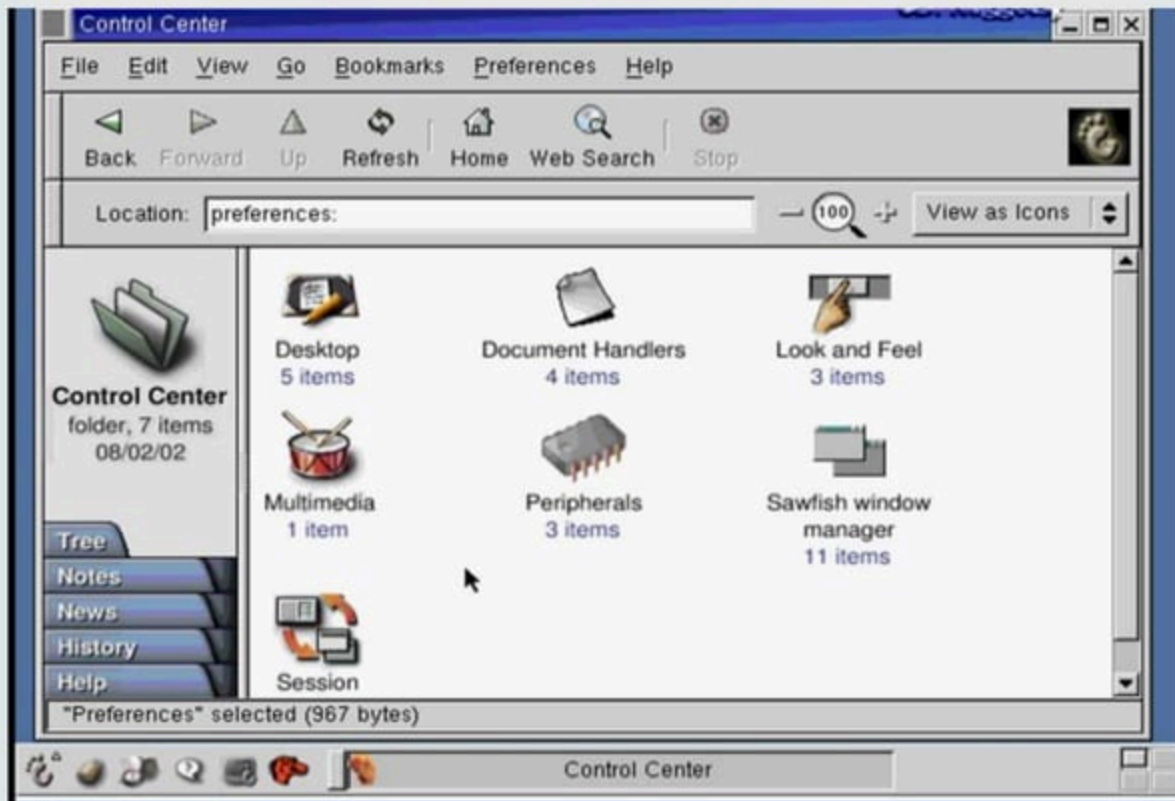 Control Center
File Edit View Go Bookmarks Preferences Help
Back Forward Up Refresh Home Web Search Stop
Location: preferences: 100 View as Icons
Control Center
folder, 7 items
08/02/02
Desktop
5 items
Document Handlers
4 items
Look and Feel
3 items
Multimedia
1 item
Peripherals
3 items
Sawfish window
manager
11 items
Session
Tree
Notes
News
History
Help
"Preferences" selected (967 bytes)
Control Center